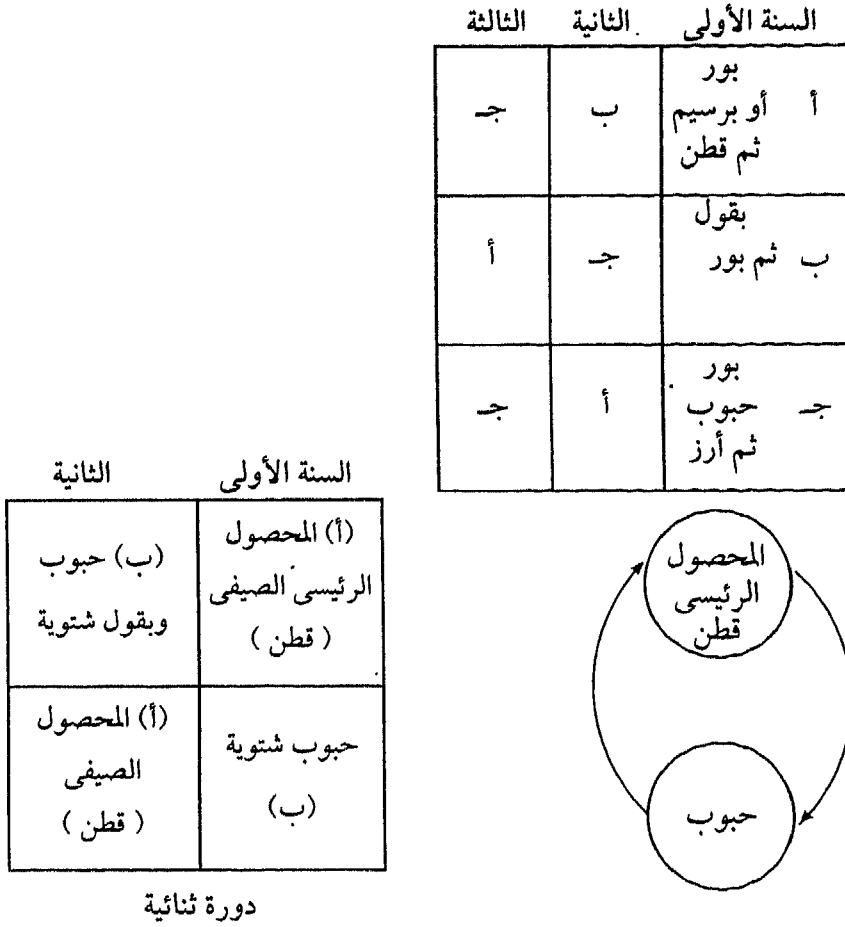 السنة الأولى الثانية الثالثة
بور
أ أو برسيم ب جـ
ثم قطن
بقول
ب ثم بور جـ أ
بور
جـ حبوب أ جـ
ثم أرز
المحصول
الرئيسى
قطن
حبوب
السنة الأولى الثانية
(أ) المحصول
الرئيسى الصيفى
( قطن )
(ب) حبوب
وبقول شتوية
حبوب شتوية
(ب)
(أ) المحصول
الصيفى
( قطن )
دورة ثنائية